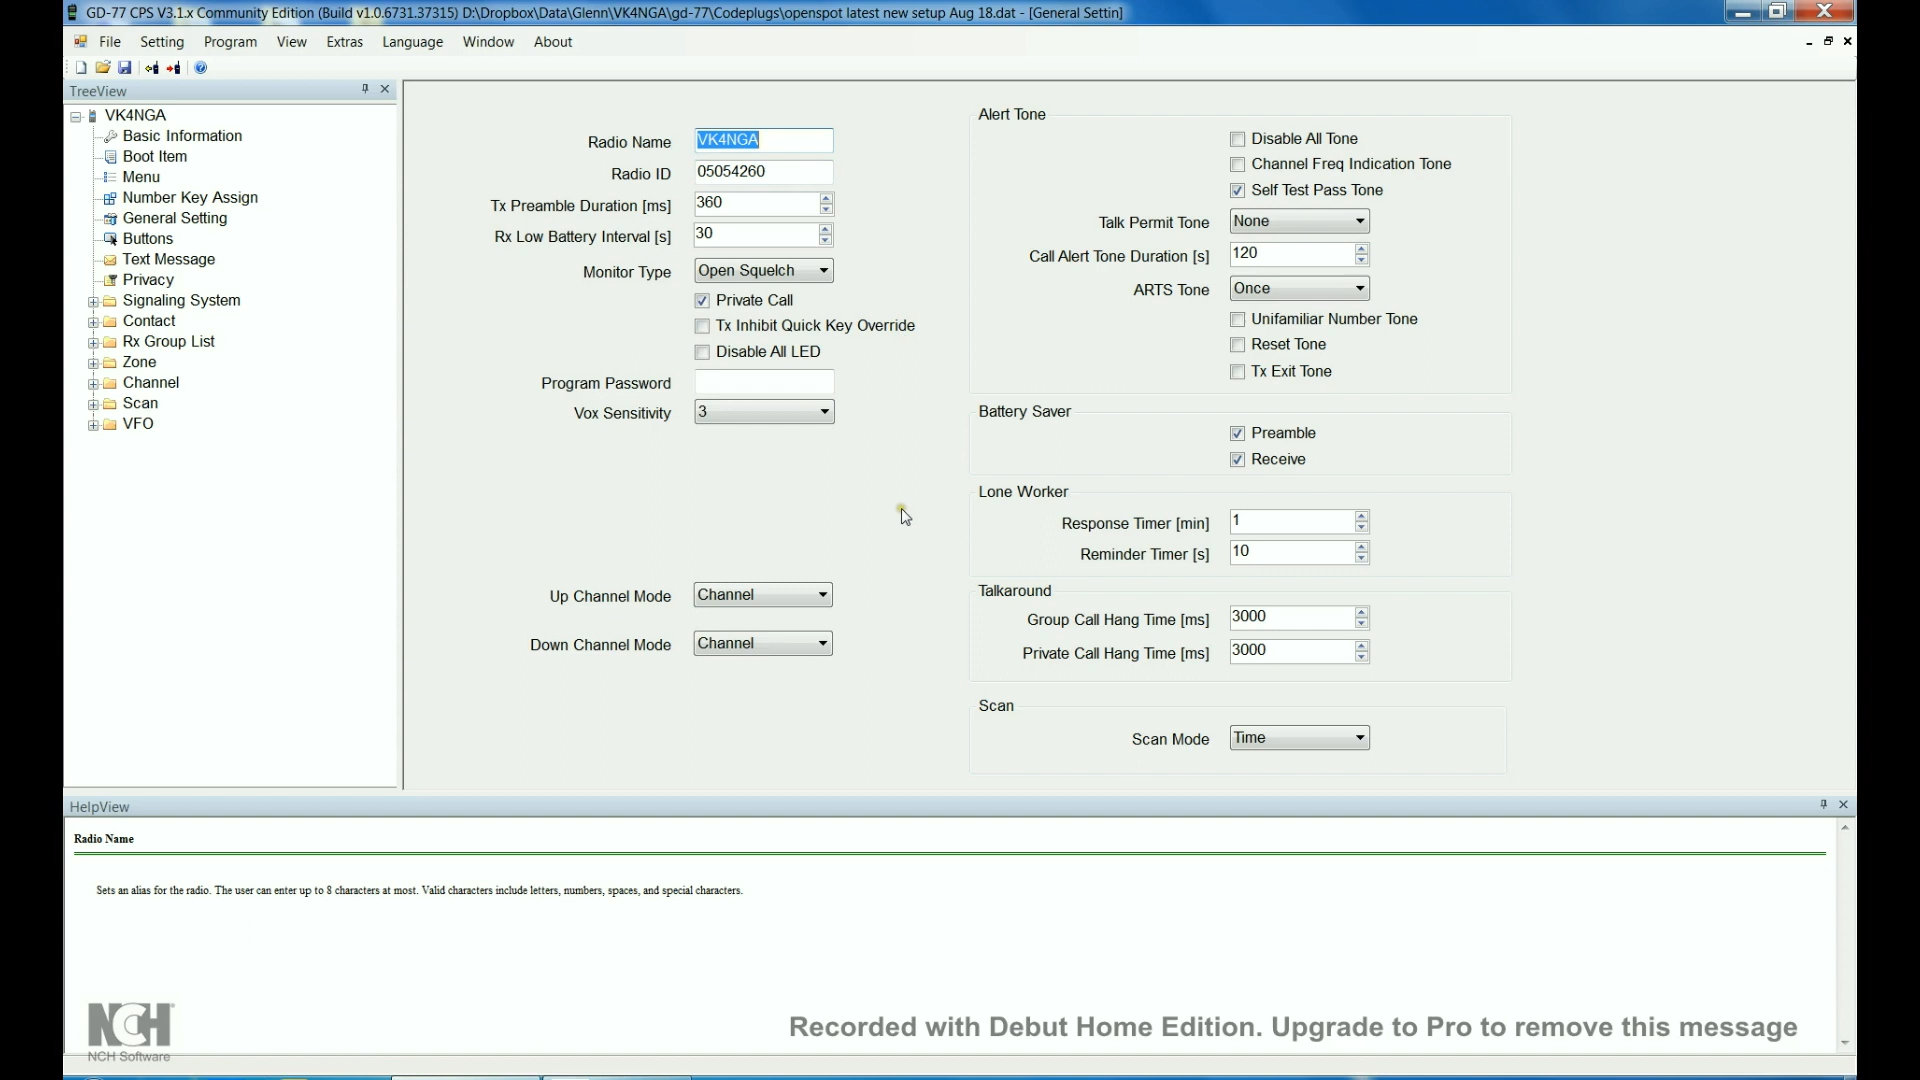 GD-77 CPS V3.1.x Community Edition (Build v1.0.6731.37315) D:\Dropbox\Data\Glenn\VK4NGA\gd-77\Codeplugs\openspot latest new setup Aug 18.dat - [General Settin]
File Setting Program View Extras Language Window About
TreeView
VK4NGA
Basic Information
Boot Item
Menu
Number Key Assign
General Setting
Buttons
Text Message
Privacy
Signaling System
Contact
Rx Group List
Zone
Channel
Scan
VFO
Radio Name VK4NGA
Radio ID 05054260
Tx Preamble Duration [ms] 360
Rx Low Battery Interval [s] 30
Monitor Type Open Squelch
Private Call
Tx Inhibit Quick Key Override
Disable All LED
Program Password
Vox Sensitivity 3
Up Channel Mode Channel
Down Channel Mode Channel
Alert Tone
Disable All Tone
Channel Freq Indication Tone
Self Test Pass Tone
Talk Permit Tone None
Call Alert Tone Duration [s] 120
ARTS Tone Once
Unifamiliar Number Tone
Reset Tone
Tx Exit Tone
Battery Saver
Preamble
Receive
Lone Worker
Response Timer [min] 1
Reminder Timer [s] 10
Talkaround
Group Call Hang Time [ms] 3000
Private Call Hang Time [ms] 3000
Scan
Scan Mode Time
HelpView
Radio Name
Sets an alias for the radio. The user can enter up to 8 characters at most. Valid characters include letters, numbers, spaces, and special characters.
NCH
NCH Software
Recorded with Debut Home Edition. Upgrade to Pro to remove this message